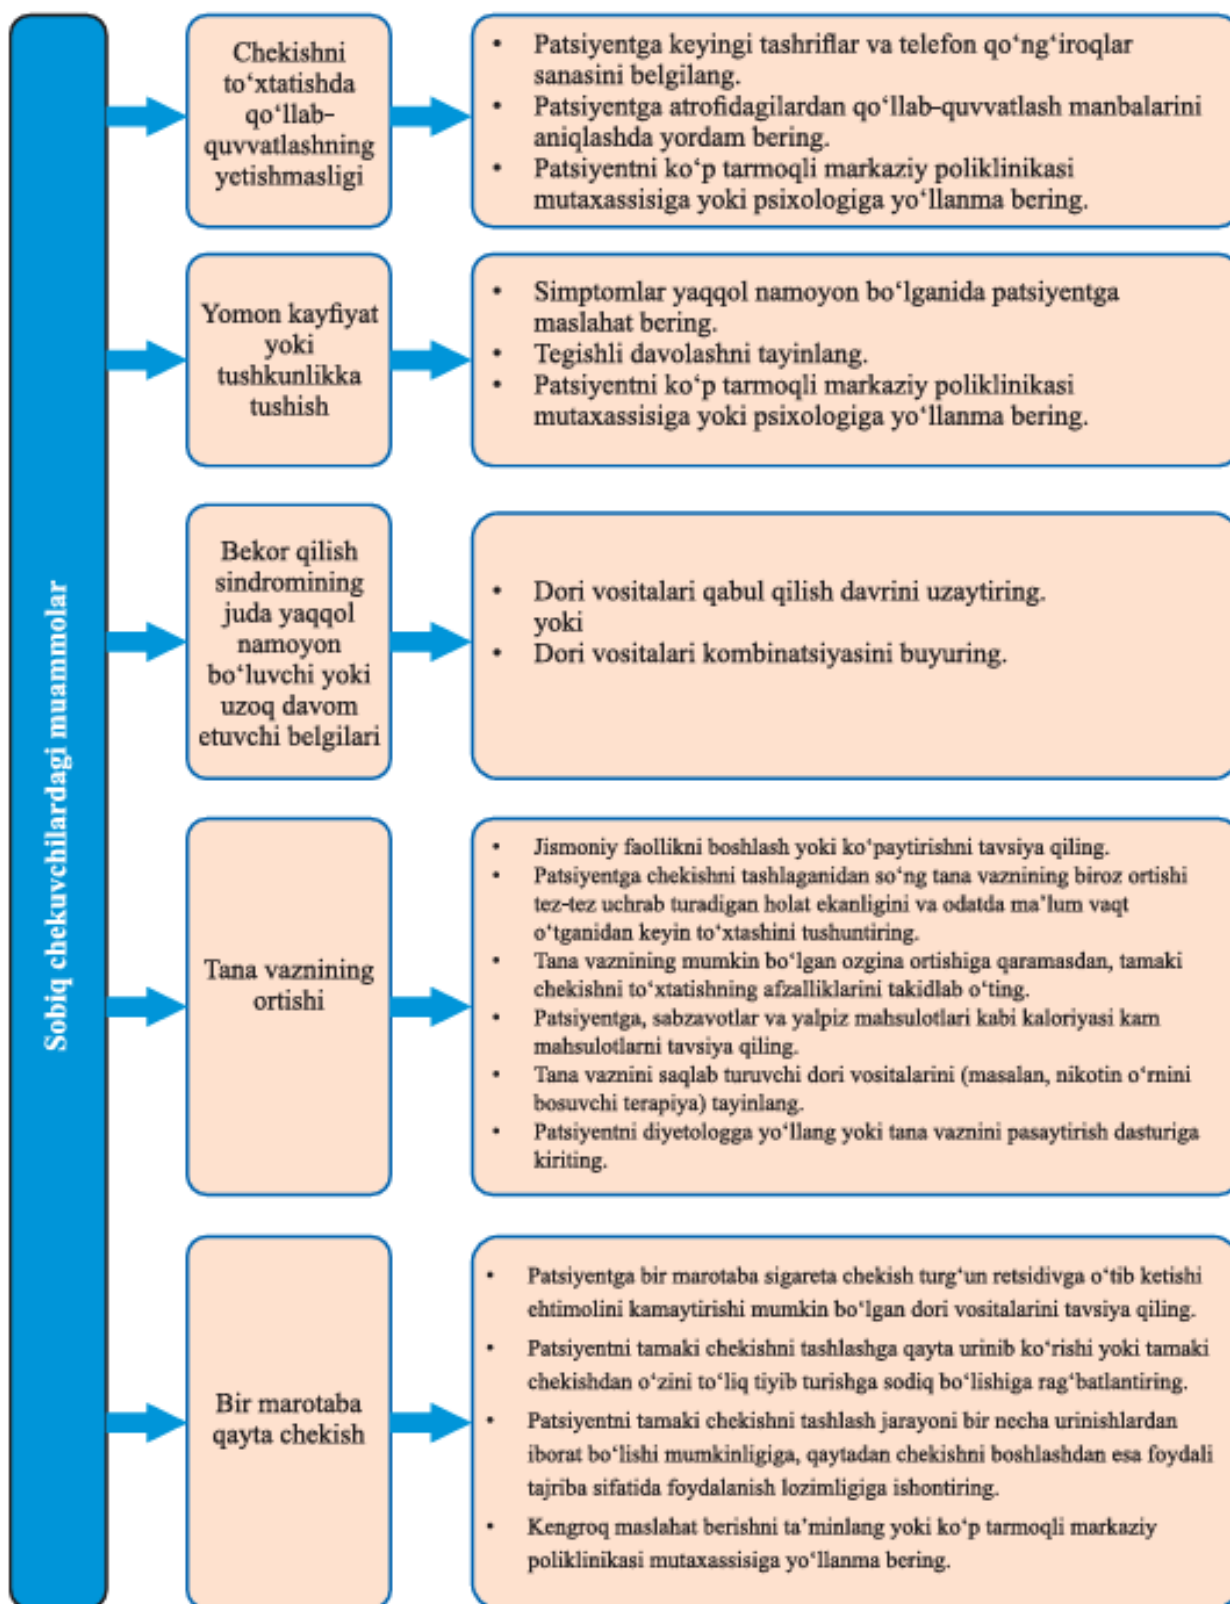 Sobiq chekuvchilardagi muammolar
Chekishni
to‘xtatishda
qo‘llab-
quvvatlashning
yetishmasligi
• Patsiyentga keyingi tashriflar va telefon qo‘ng‘iroqlar
sanasini belgilang.
• Patsiyentga atrofidagilardan qo‘llab-quvvatlash manbalarini
aniqlashda yordam bering.
• Patsiyentni ko‘p tarmoqli markaziy poliklinikasi
mutaxassisiga yoki psixologiga yo‘llanma bering.
Yomon kayfiyat
yoki
tushkunlikka
tushish
• Simptomlar yaqqol namoyon bo‘lganida patsiyentga
maslahat bering.
• Tegishli davolashni tayinlang.
• Patsiyentni ko‘p tarmoqli markaziy poliklinikasi
mutaxassisiga yoki psixologiga yo‘llanma bering.
Bekor qilish
sindromining
juda yaqqol
namoyon
bo‘luvchi yoki
uzoq davom
etuvchi belgilari
• Dori vositalari qabul qilish davrini uzaytiring.
yoki
• Dori vositalari kombinatsiyasini buyuring.
Tana vaznining
ortishi
• Jismoniy faollikni boshlash yoki ko‘paytirishni tavsiya qiling.
• Patsiyentga chekishni tashlaganidan so‘ng tana vaznining biroz ortishi
tez-tez uchrab turadigan holat ekanligini va odatda ma’lum vaqt
o‘tganidan keyin to‘xtashini tushuntiring.
• Tana vaznining mumkin bo‘lgan ozgina ortishiga qaramasdan, tamaki
chekishni to‘xtatishning afzalliklarini takidlab o‘ting.
• Patsiyentga, sabzavotlar va yalpiz mahsulotlari kabi kaloriyasi kam
mahsulotlarni tavsiya qiling.
• Tana vaznini saqlab turuvchi dori vositalarini (masalan, nikotin o‘rnini
bosuvchi terapiya) tayinlang.
• Patsiyentni diyetologga yo‘llang yoki tana vaznini pasaytirish dasturiga
kiriting.
Bir marotaba
qayta chekish
• Patsiyentga bir marotaba sigareta chekish turg‘un retsidivga o‘tib ketishi
ehtimolini kamaytirishi mumkin bo‘lgan dori vositalarini tavsiya qiling.
• Patsiyentni tamaki chekishni tashlashga qayta urinib ko‘rishi yoki tamaki
chekishdan o‘zini to‘liq tiyib turishga sodiq bo‘lishiga rag‘batlantiring.
• Patsiyentni tamaki chekishni tashlash jarayoni bir necha urinishlardan
iborat bo‘lishi mumkinligiga, qaytadan chekishni boshlashdan esa foydali
tajriba sifatida foydalanish lozimligiga ishontiring.
• Kengroq maslahat berishni ta’minlang yoki ko‘p tarmoqli markaziy
poliklinikasi mutaxassisiga yo‘llanma bering.